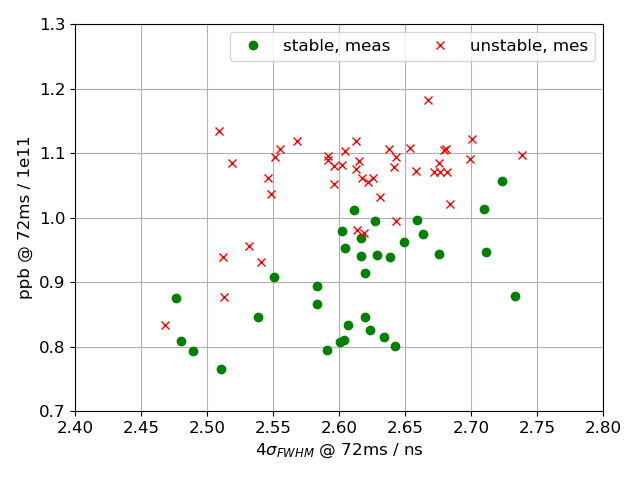 1.3
stable, meas unstable, mes
1.2
1.1
1.0
0.9
0.8
0.7
ppb @ 72ms / 1e11
2.40 2.45 2.50 2.55 2.60 2.65 2.70 2.75 2.80
4σFWHM @ 72ms / ns